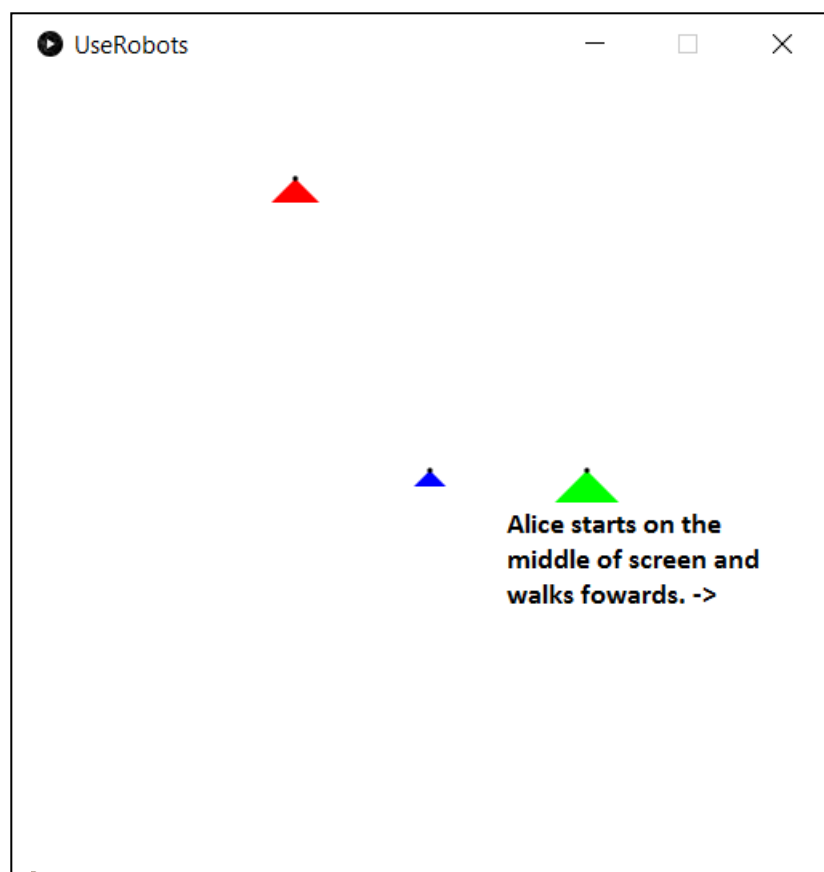 UseRobots
Alice starts on the
middle of screen and
walks fowards. ->